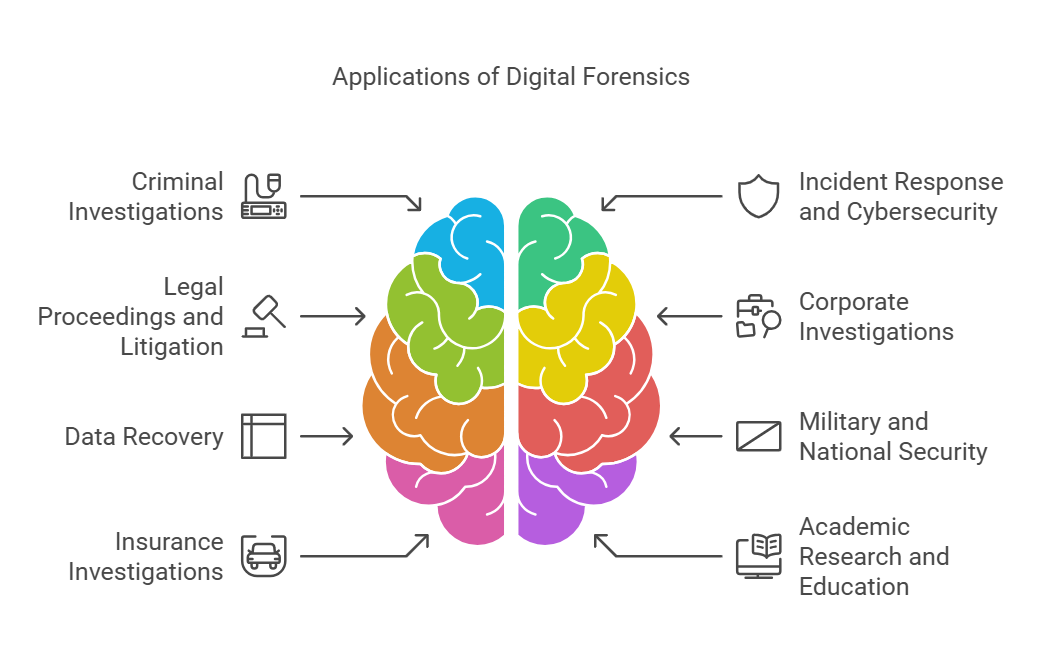 Applications of Digital Forensics
Criminal
Investigations
Legal
Proceedings and
Litigation
Data Recovery
Insurance
Investigations
Incident Response
and Cybersecurity
Corporate
Investigations
Military and
National Security
Academic
Research and
Education